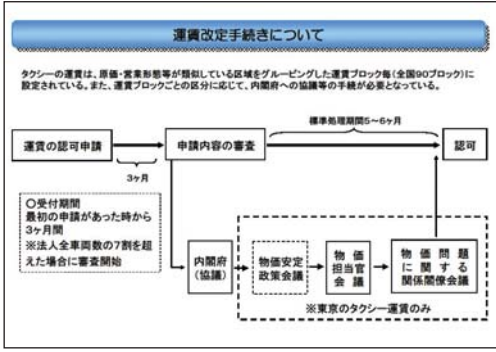 運賃改定手続きについて
タクシーの運賃は、原価・営業形態等が類似している区域をグルーピングした運賃ブロック毎(全国90ブロック)に
設定されている。また、運賃ブロックごとの区分に応じて、内閣府への協議等の手続が必要となっている。
標準処理期間5~6ヶ月
運賃の認可申請
申請内容の審査
認可
3ヶ月
○受付期間
最初の申請があった時から
3ヶ月間
※法人全車両数の7割を超
えた場合に審査開始
内閣府
(協議)
物価安定
政策会議
物価
担当官
会議
物価問題
に関する
関係閣僚会議
※東京のタクシー運賃のみ